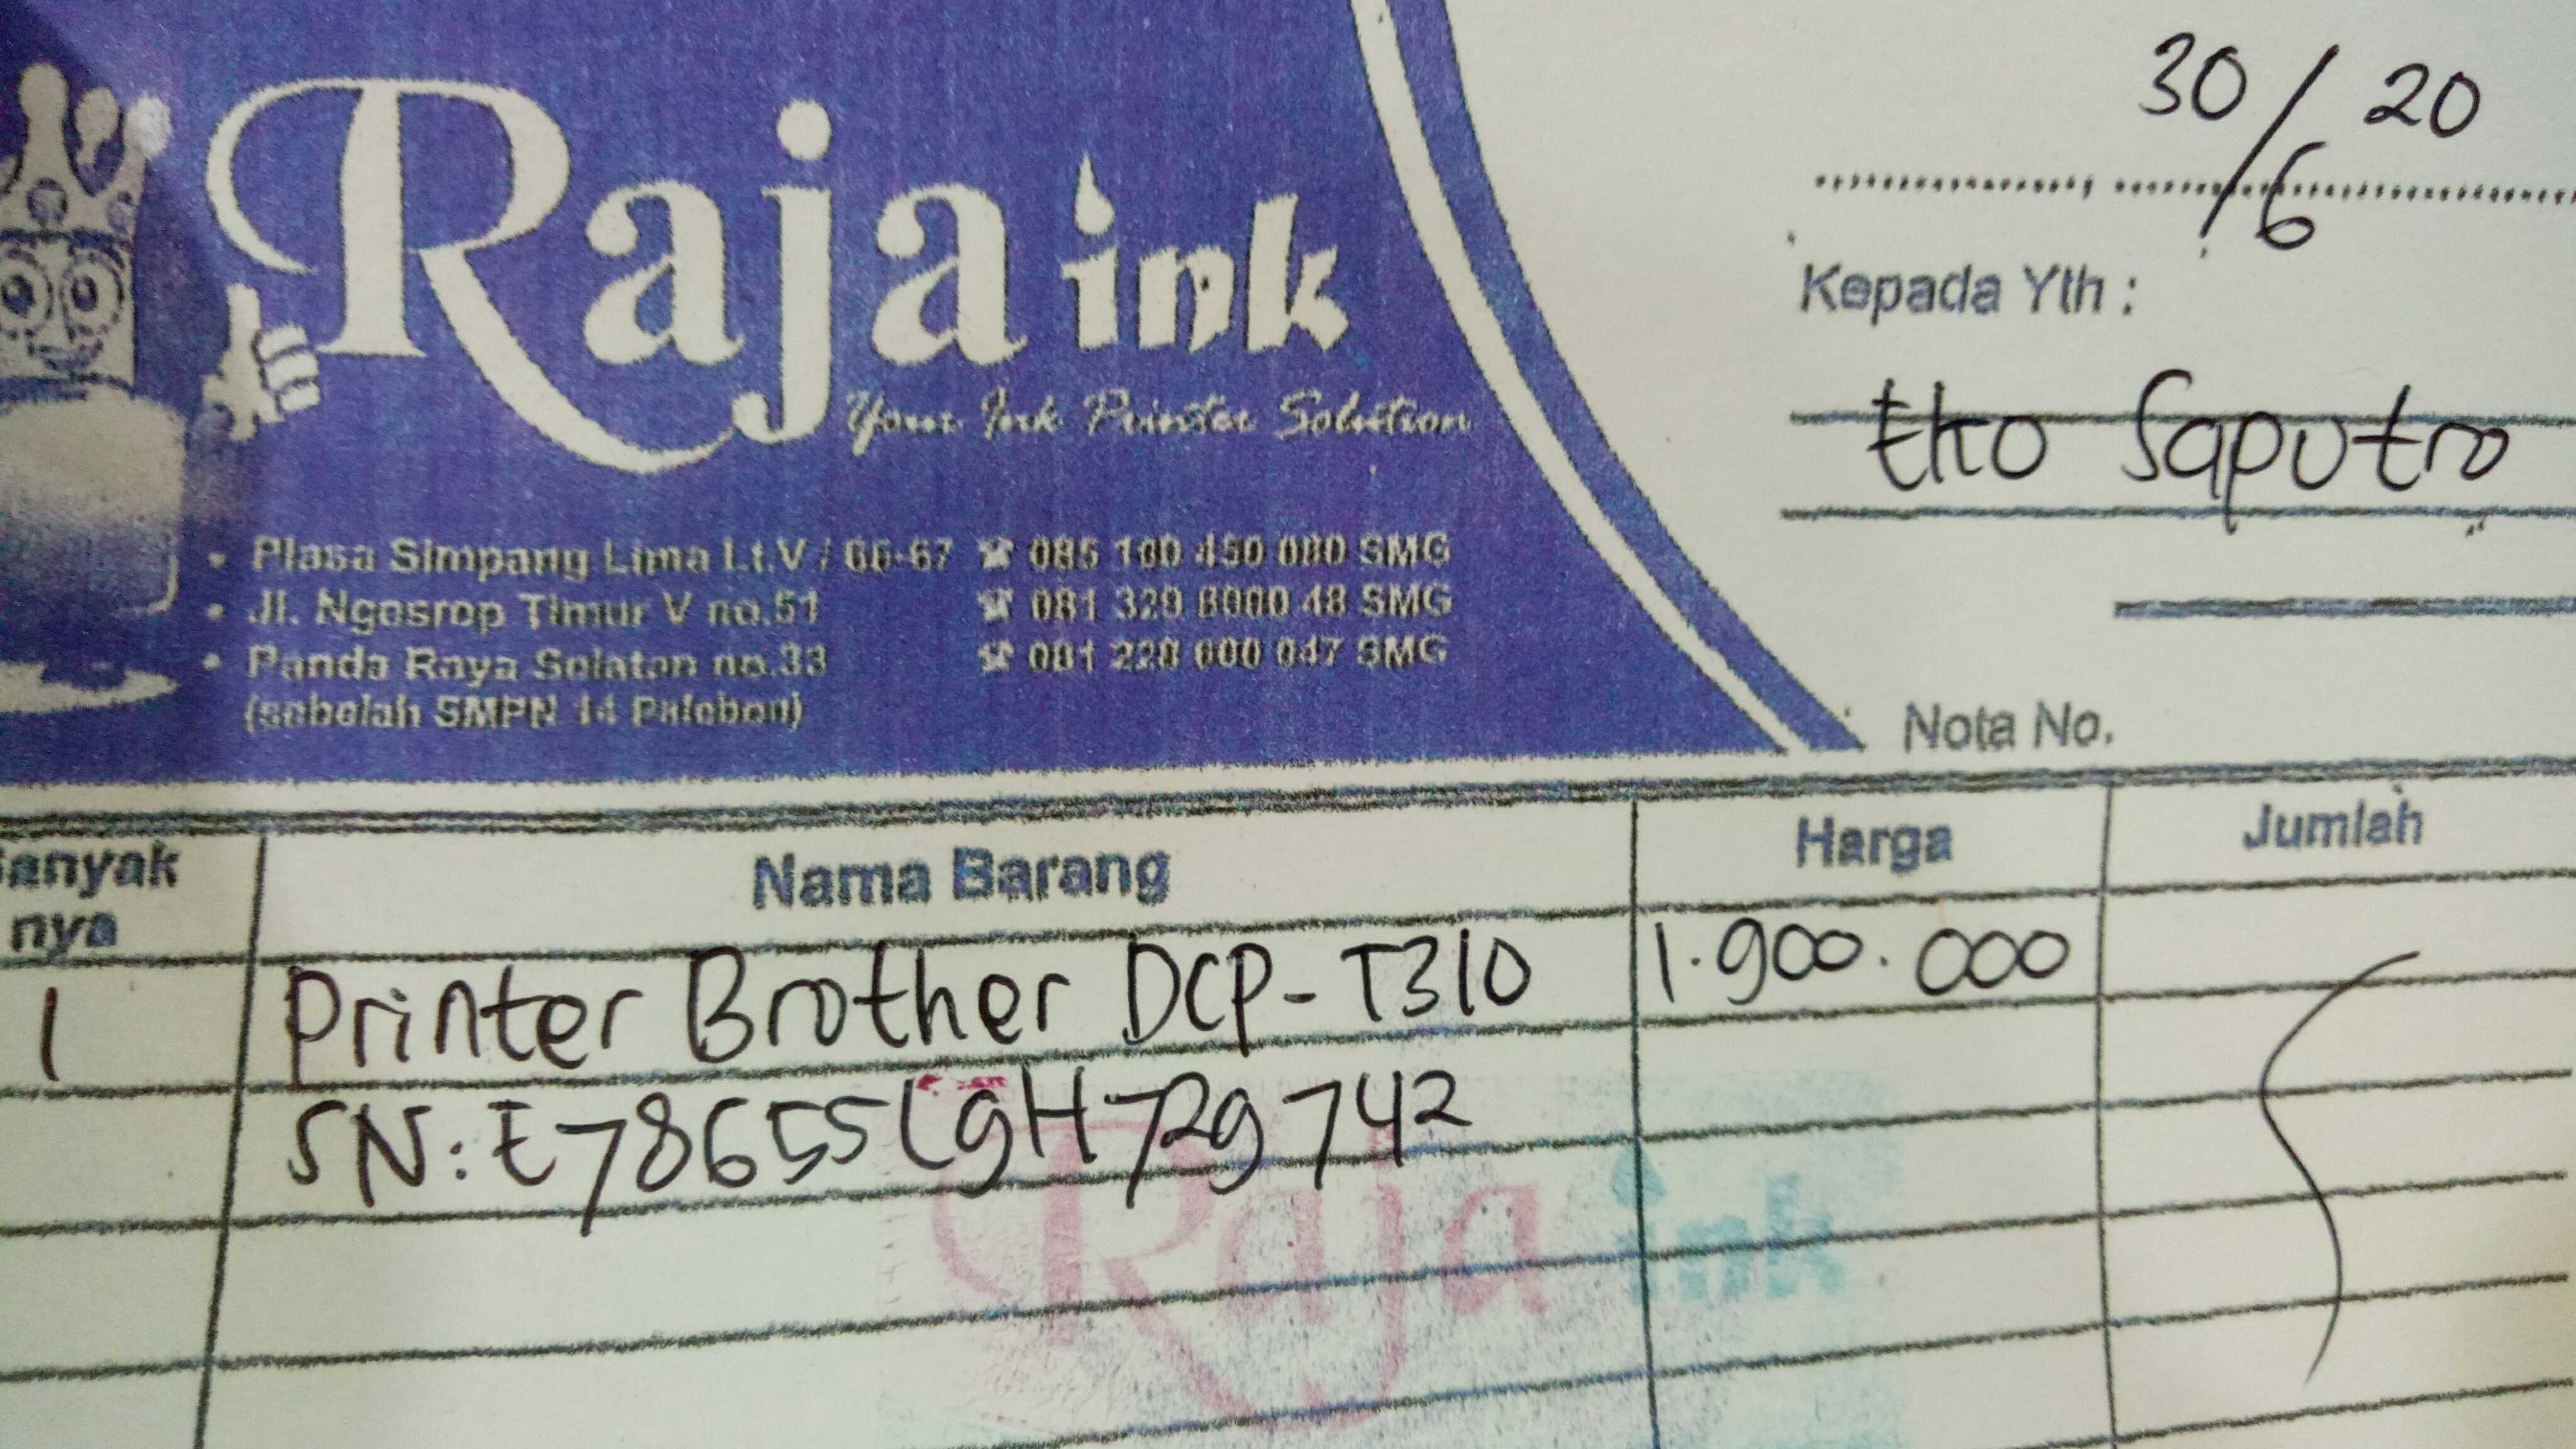 Raja ink
Your Ink Printer Solution
• Plasa Simpang Lima Lt.V / 66-67 ☎ 085 100 450 080 SMG
• Jl. Ngesrep Timur V no.51 ☎ 081 329 8000 48 SMG
• Panda Raya Selatan no.33 ☎ 081 228 600 047 SMG
(sebelah SMPN 14 Palebon)
30/6 20
Kepada Yth :
Eko Saputro
Nota No.
anyak nya
Nama Barang
Harga
Jumlah
1 Printer Brother DCP-T310 1.900.000
SN: E78655L9H729742
Raja ink